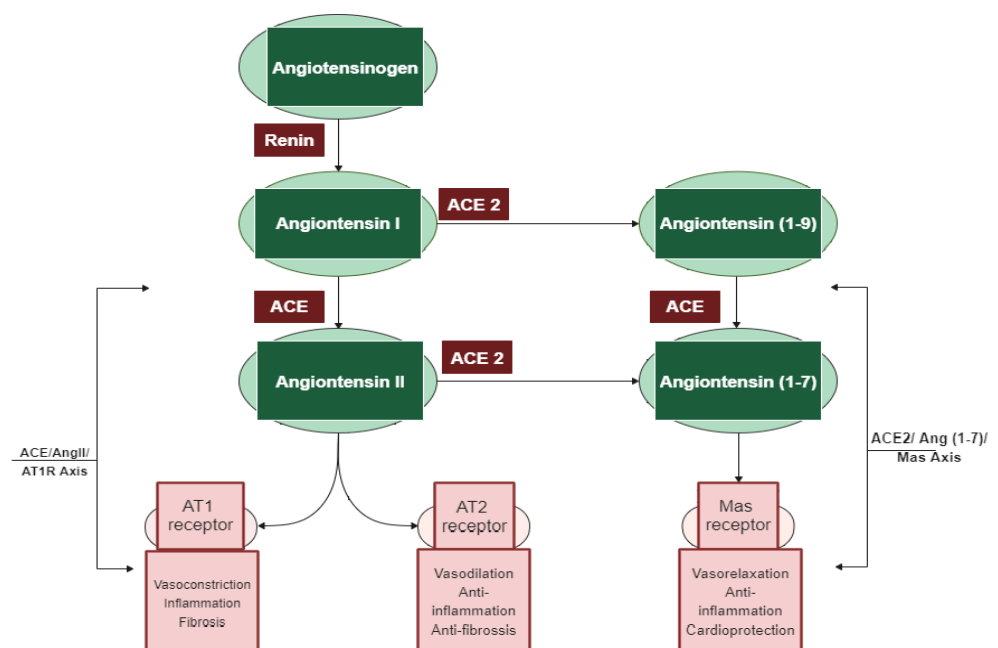 Angiotensinogen
Renin
Angiontensin I
ACE 2
Angiontensin (1-9)
ACE
ACE
Angiontensin II
ACE 2
Angiontensin (1-7)
ACE/AngII/
AT1R Axis
ACE2/ Ang (1-7)/
Mas Axis
AT1
receptor
Vasoconstriction
Inflammation
Fibrosis
AT2
receptor
Vasodilation
Anti-
inflammation
Anti-fibrossis
Mas
receptor
Vasorelaxation
Anti-
inflammation
Cardioprotection